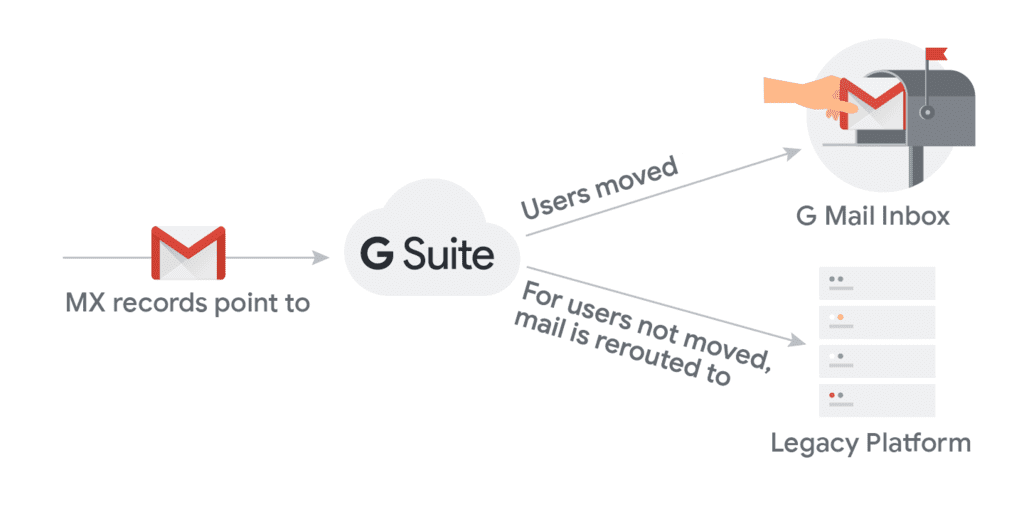 MX records point to
G Suite
Users moved
G Mail Inbox
For users not moved,
mail is rerouted to
Legacy Platform